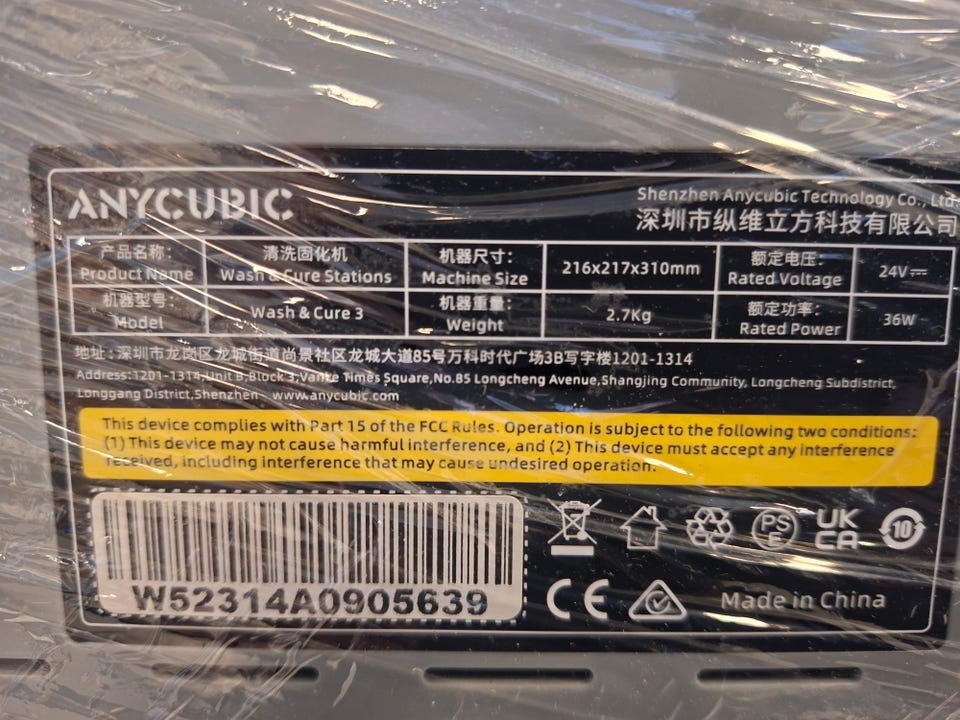 ANYCUBIC
Shenzhen Anycubic Technology Co., Ltd.
深圳市纵维立方科技有限公司
产品名称: 清洗固化机 机器尺寸: 216x217x310mm 额定电压: 24V⎓
Product Name Wash & Cure Stations Machine Size Rated Voltage
机器型号: Wash & Cure 3 机器重量: 2.7Kg 额定功率: 36W
Model Weight Rated Power
地址:深圳市龙岗区龙城街道尚景社区龙城大道85号万科时代广场3B写字楼1201-1314
Address:1201-1314,Unit B,Block 3,Vanke Times Square,No.85 Longcheng Avenue,Shangjing Community, Longcheng Subdistrict,
Longgang District,Shenzhen www.anycubic.com
This device complies with Part 15 of the FCC Rules. Operation is subject to the following two conditions:
(1) This device may not cause harmful interference, and (2) This device must accept any interference
received, including interference that may cause undesired operation.
PS
E
UK
CA
10
W52314A0905639
CE
Made in China